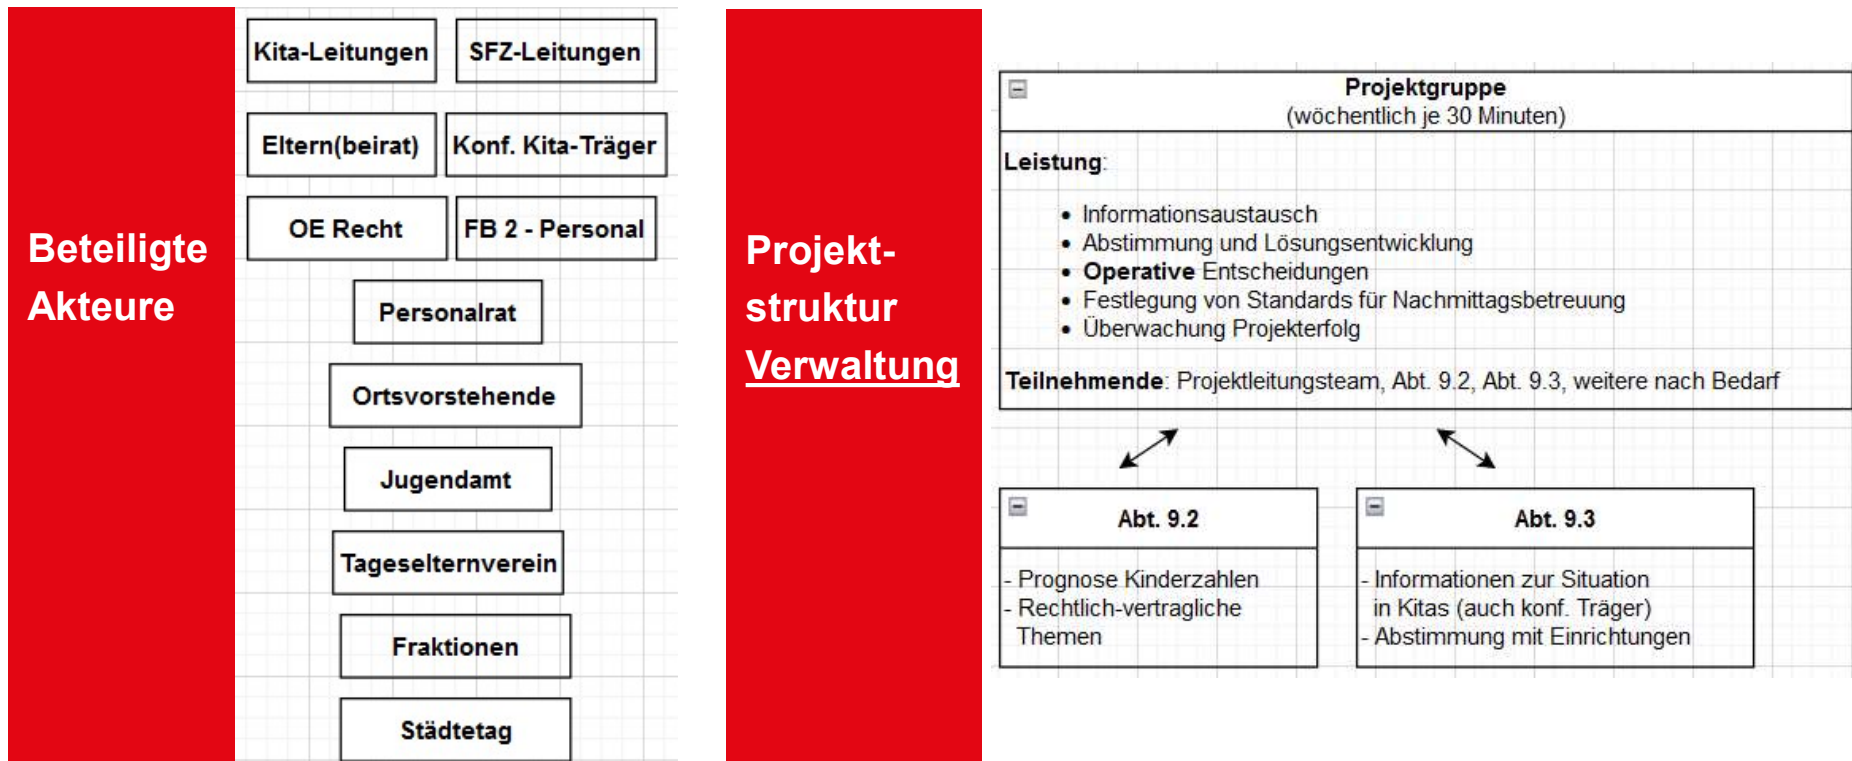 Beteiligte
Akteure
Kita-Leitungen
SFZ-Leitungen
Eltern(beirat)
Konf. Kita-Träger
OE Recht
FB 2 - Personal
Personalrat
Ortsvorstehende
Jugendamt
Tageselternverein
Fraktionen
Städtetag
Projekt-
struktur
Verwaltung
Projektgruppe
(wöchentlich je 30 Minuten)
Leistung:
• Informationsaustausch
• Abstimmung und Lösungsentwicklung
• Operative Entscheidungen
• Festlegung von Standards für Nachmittagsbetreuung
• Überwachung Projekterfolg
Teilnehmende: Projektleitungsteam, Abt. 9.2, Abt. 9.3, weitere nach Bedarf
Abt. 9.2
- Prognose Kinderzahlen
- Rechtlich-vertragliche
Themen
Abt. 9.3
- Informationen zur Situation
in Kitas (auch konf. Träger)
- Abstimmung mit Einrichtungen